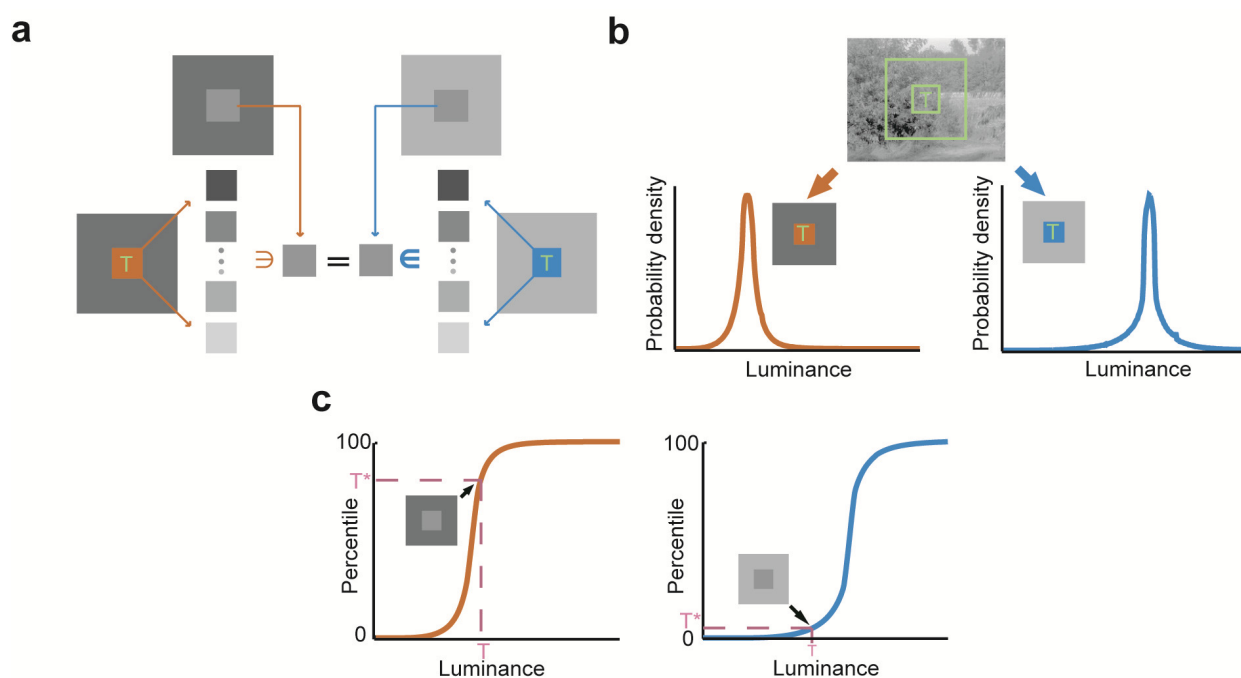 a
T
∋
=
∈
T
b
T
Probability density
T
Luminance
Probability density
T
Luminance
c
100
T*
Percentile
0
T
Luminance
100
Percentile
T*
0
T
Luminance